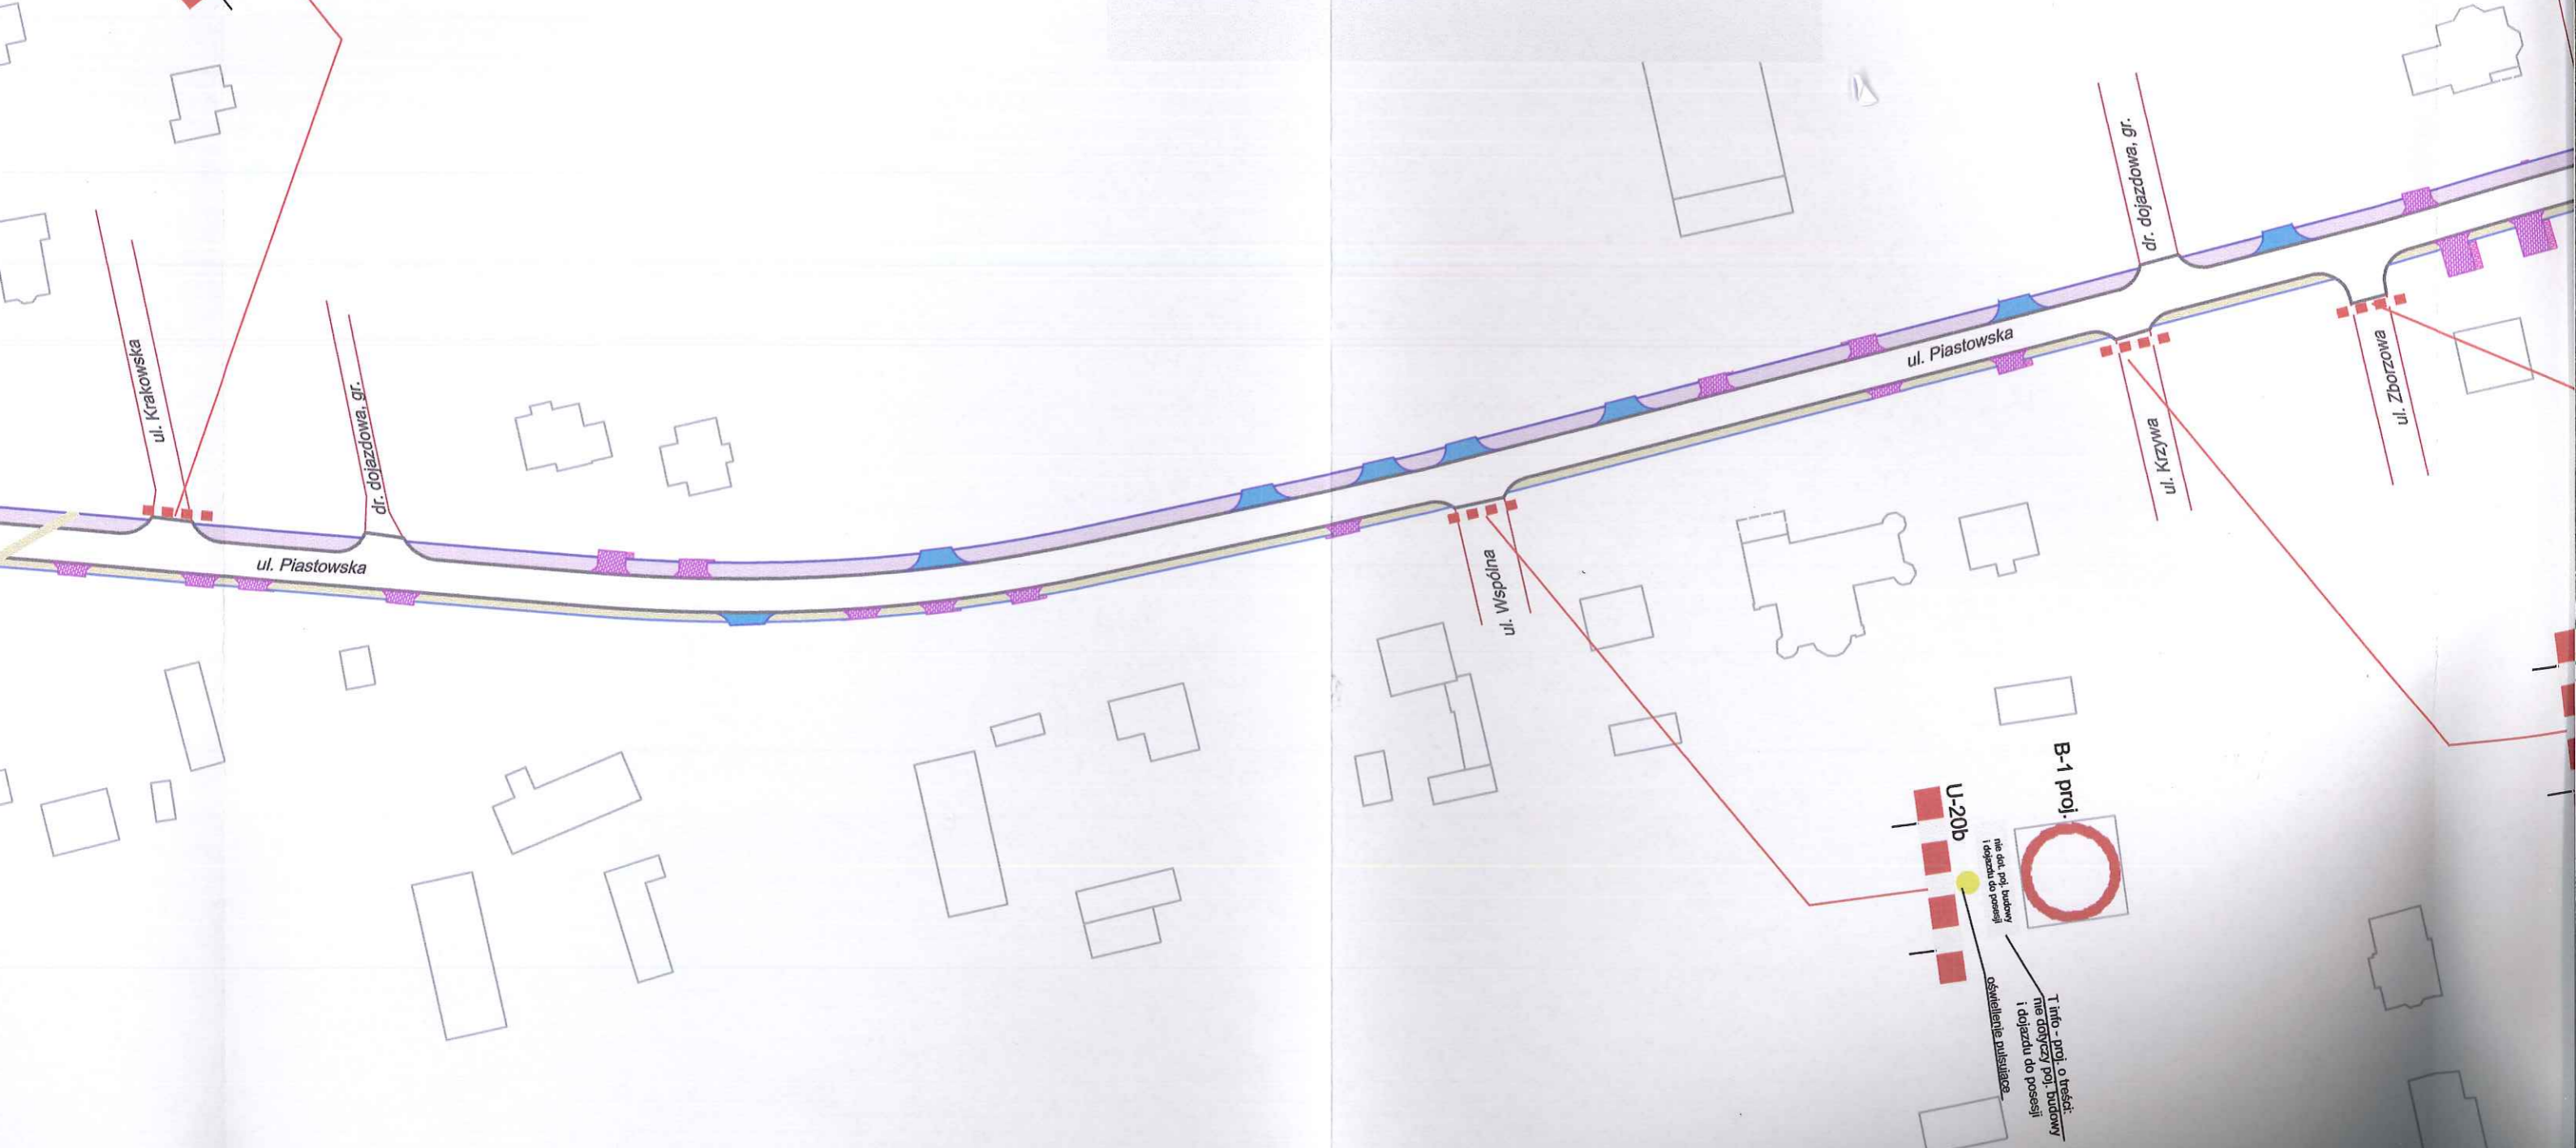 ul. Krakowska
dr. dojazdowa, gr.
ul. Piastowska
ul. Wspólna
ul. Piastowska
dr. dojazdowa, gr.
ul. Krzywa
ul. Zborzowa
B-1 proj.
U-20b
nie dot. poj. budowy
i dojazdu do posesji
T info - proj. o treści:
nie dotyczy poj. budowy
i dojazdu do posesji
oświetlenie pulsujące